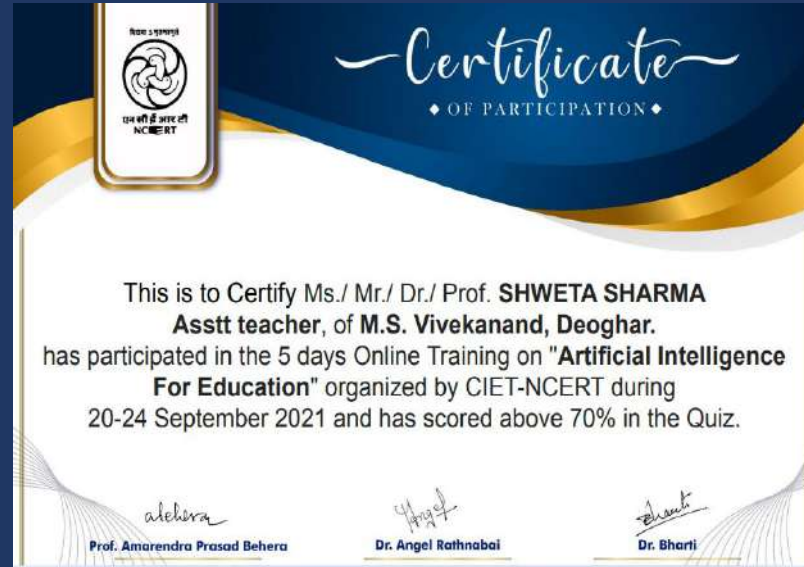 एन सी ई आर टी
NCERT
Certificate
OF PARTICIPATION
This is to Certify Ms./ Mr./ Dr./ Prof. SHWETA SHARMA
Asstt teacher, of M.S. Vivekanand, Deoghar.
has participated in the 5 days Online Training on "Artificial Intelligence
For Education" organized by CIET-NCERT during
20-24 September 2021 and has scored above 70% in the Quiz.
Prof. Amarendra Prasad Behera
Dr. Angel Rathnabai
Dr. Bharti